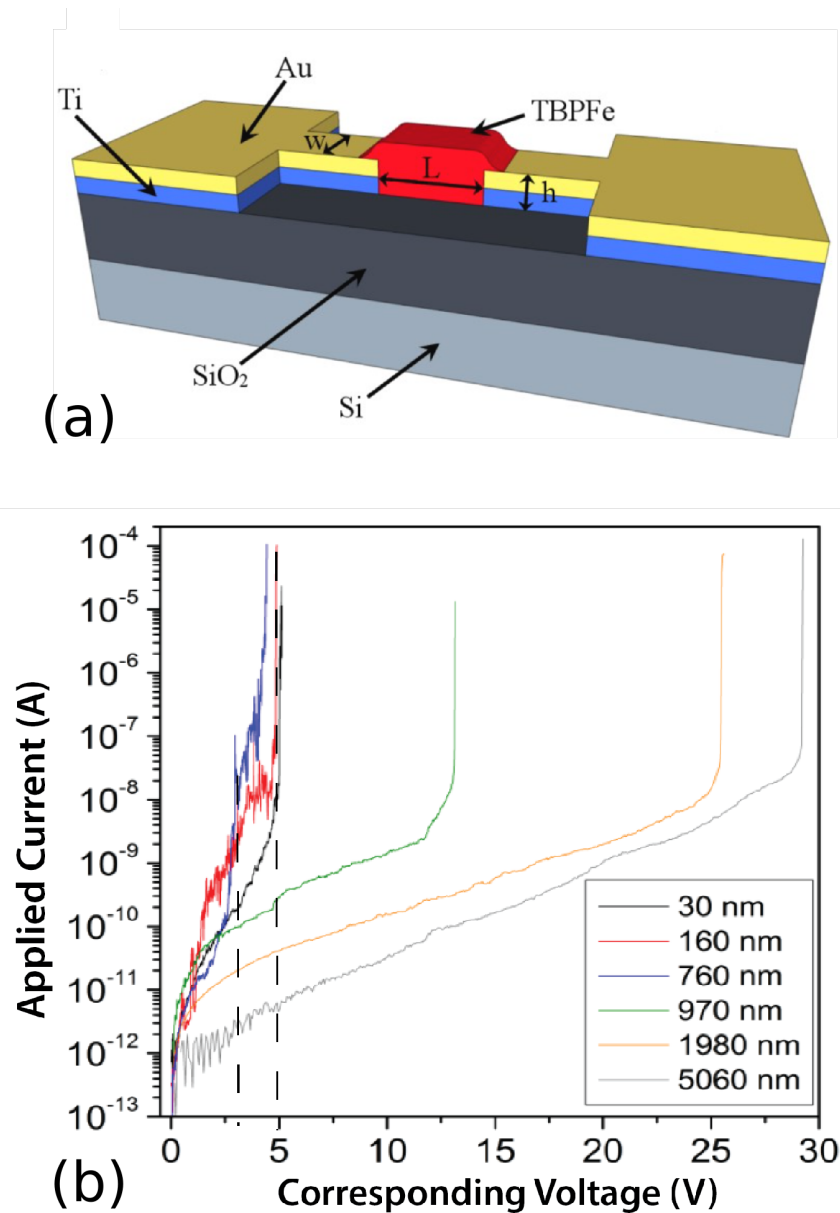 Au
Ti
TBPFe
w
L
h
SiO₂
Si
(a)
10⁻⁴
10⁻⁵
10⁻⁶
10⁻⁷
10⁻⁸
10⁻⁹
10⁻¹⁰
10⁻¹¹
10⁻¹²
10⁻¹³
Applied Current (A)
30 nm
160 nm
760 nm
970 nm
1980 nm
5060 nm
0 5 10 15 20 25 30
Corresponding Voltage (V)
(b)